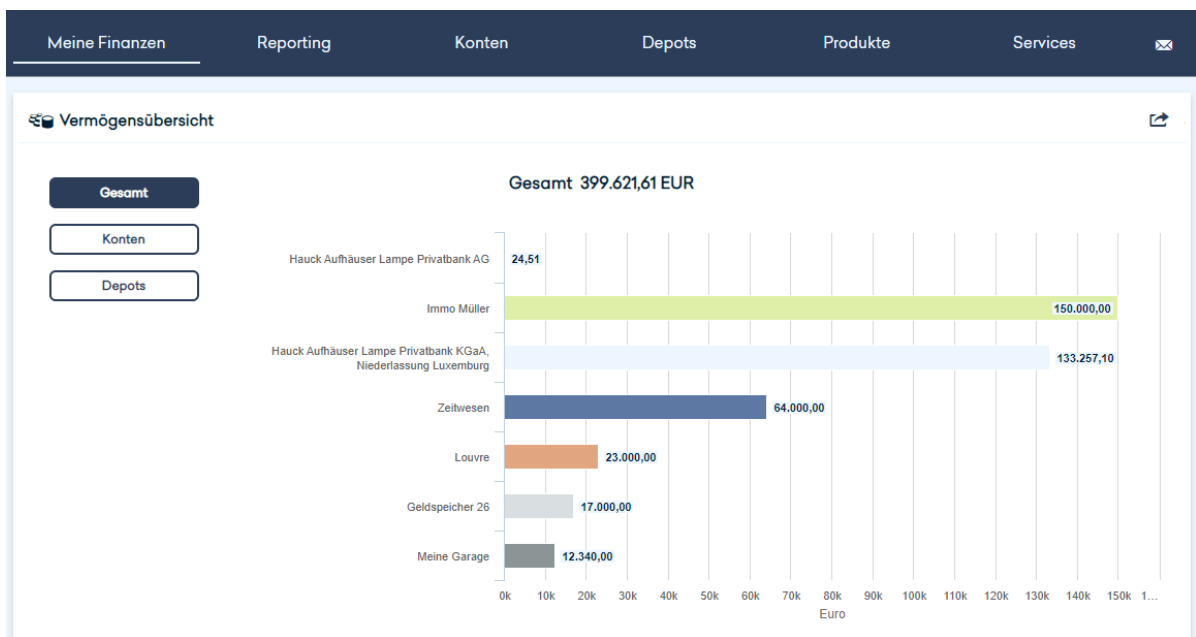 Meine Finanzen Reporting Konten Depots Produkte Services
Vermögensübersicht
Gesamt 399.621,61 EUR
Gesamt
Konten
Depots
Hauck Aufhäuser Lampe Privatbank AG 24,51
Immo Müller 150.000,00
Hauck Aufhäuser Lampe Privatbank KGaA,
Niederlassung Luxemburg 133.257,10
Zeitwesen 64.000,00
Louvre 23.000,00
Geldspeicher 26 17.000,00
Meine Garage 12.340,00
0k 10k 20k 30k 40k 50k 60k 70k 80k 90k 100k 110k 120k 130k 140k 150k 1...
Euro